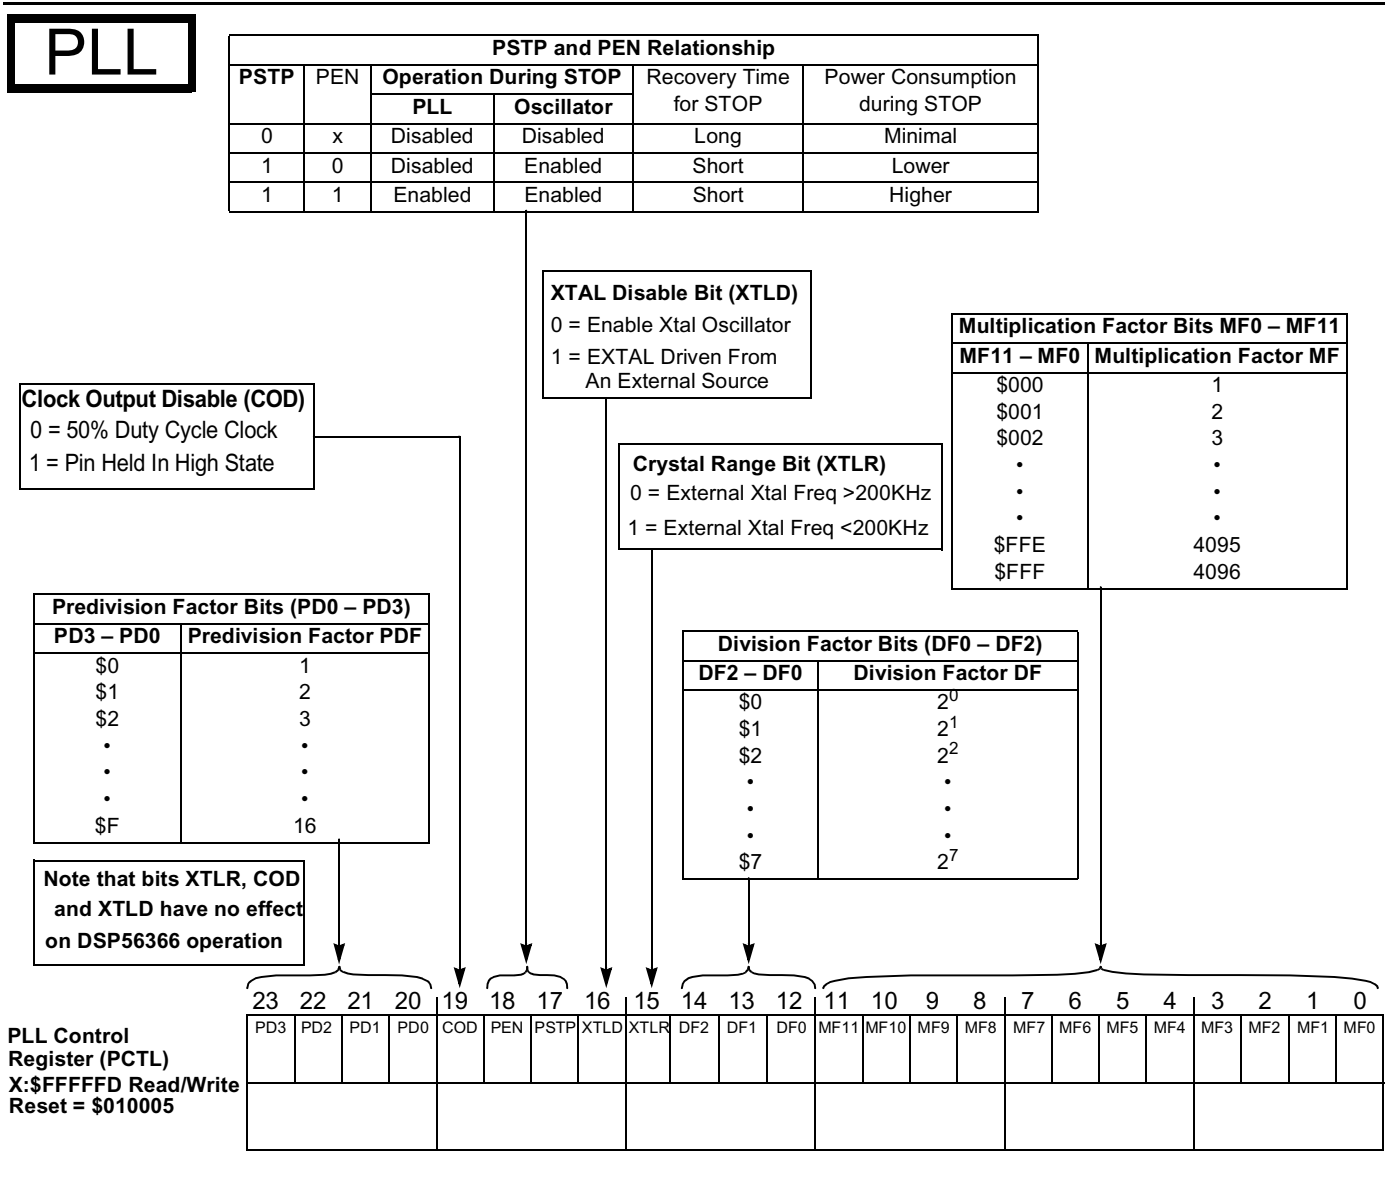 PLL
PSTP and PEN Relationship
PSTP PEN Operation During STOP Recovery Time for STOP Power Consumption during STOP
PLL Oscillator
0 x Disabled Disabled Long Minimal
1 0 Disabled Enabled Short Lower
1 1 Enabled Enabled Short Higher
XTAL Disable Bit (XTLD)
0 = Enable Xtal Oscillator
1 = EXTAL Driven From
An External Source
Multiplication Factor Bits MF0 – MF11
MF11 – MF0 Multiplication Factor MF
$000 1
$001 2
$002 3
• •
• •
• •
$FFE 4095
$FFF 4096
Clock Output Disable (COD)
0 = 50% Duty Cycle Clock
1 = Pin Held In High State
Crystal Range Bit (XTLR)
0 = External Xtal Freq >200KHz
1 = External Xtal Freq <200KHz
Predivision Factor Bits (PD0 – PD3)
PD3 – PD0 Predivision Factor PDF
$0 1
$1 2
$2 3
• •
• •
• •
$F 16
Division Factor Bits (DF0 – DF2)
DF2 – DF0 Division Factor DF
$0 2^0
$1 2^1
$2 2^2
• •
• •
• •
$7 2^7
Note that bits XTLR, COD
and XTLD have no effect
on DSP56366 operation
23 22 21 20 19 18 17 16 15 14 13 12 11 10 9 8 7 6 5 4 3 2 1 0
PD3 PD2 PD1 PD0 COD PEN PSTP XTLD XTLR DF2 DF1 DF0 MF11 MF10 MF9 MF8 MF7 MF6 MF5 MF4 MF3 MF2 MF1 MF0
PLL Control
Register (PCTL)
X:$FFFFFD Read/Write
Reset = $010005